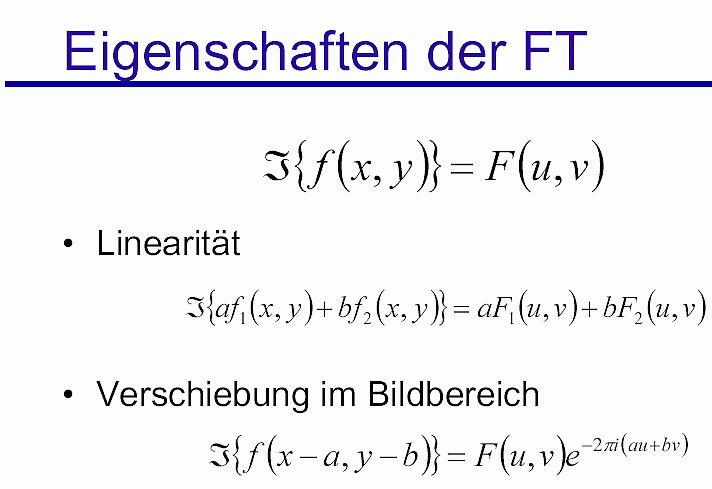 Eigenschaften der FT
ℑ{f(x, y)} = F(u, v)
• Linearität
ℑ{af₁(x, y) + bf₂(x, y)} = aF₁(u, v) + bF₂(u, v)
• Verschiebung im Bildbereich
ℑ{f(x − a, y − b)} = F(u, v)e^{−2πi(au+bv)}